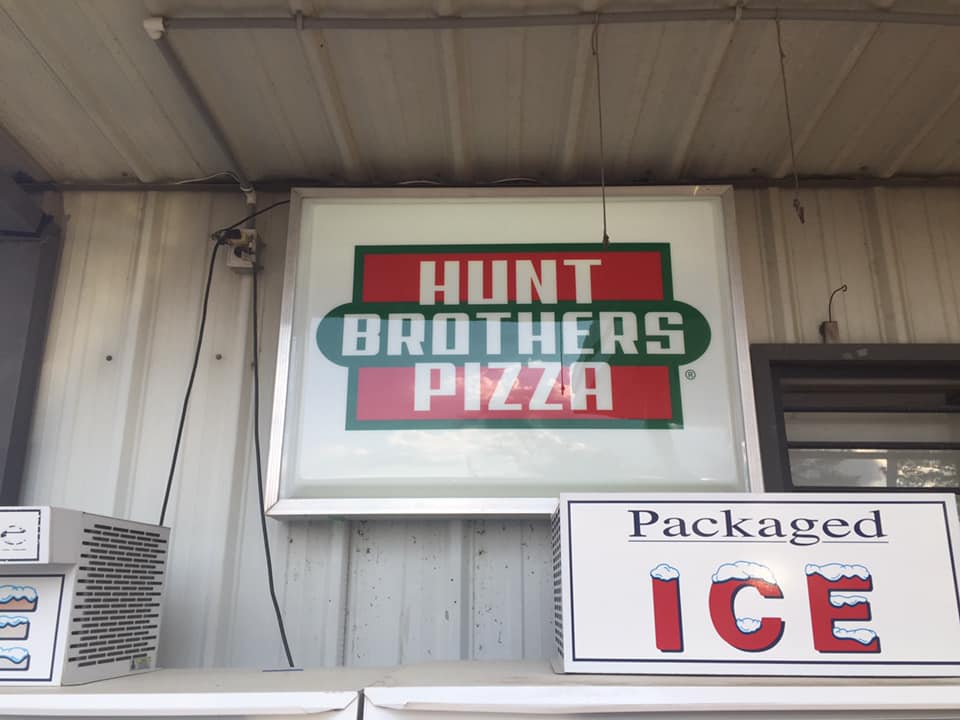 HUNT
BROTHERS
PIZZA
®
Packaged
ICE
E